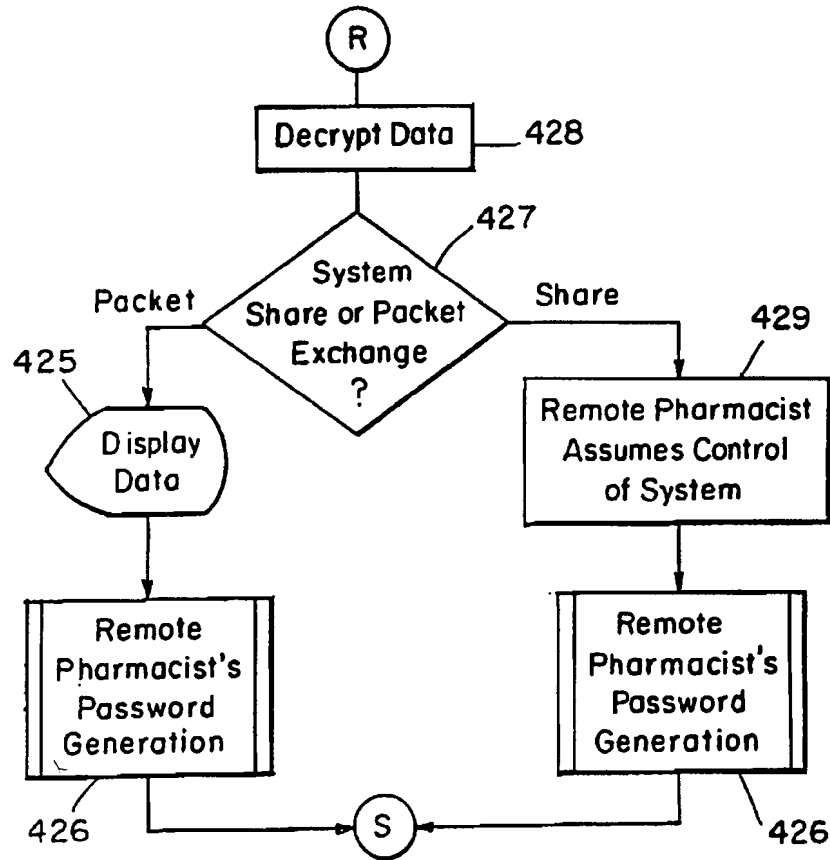 R
Decrypt Data
428
427
System
Share or Packet
Exchange
?
Packet
Share
425
Display
Data
429
Remote Pharmacist
Assumes Control
of System
Remote
Pharmacist's
Password
Generation
426
Remote
Pharmacist's
Password
Generation
426
S